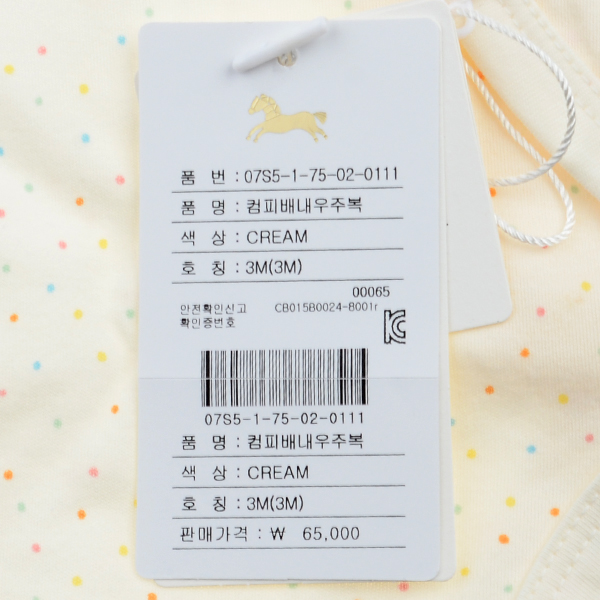 품 번 : 07S5-1-75-02-0111
품 명 : 컴피배내우주복
색 상 : CREAM
호 칭 : 3M(3M)
00065
안전확인신고 CB015B0024-B001r
확인증번호
07S5-1-75-02-0111
품 명 : 컴피배내우주복
색 상 : CREAM
호 칭 : 3M(3M)
판매가격 : ₩ 65,000